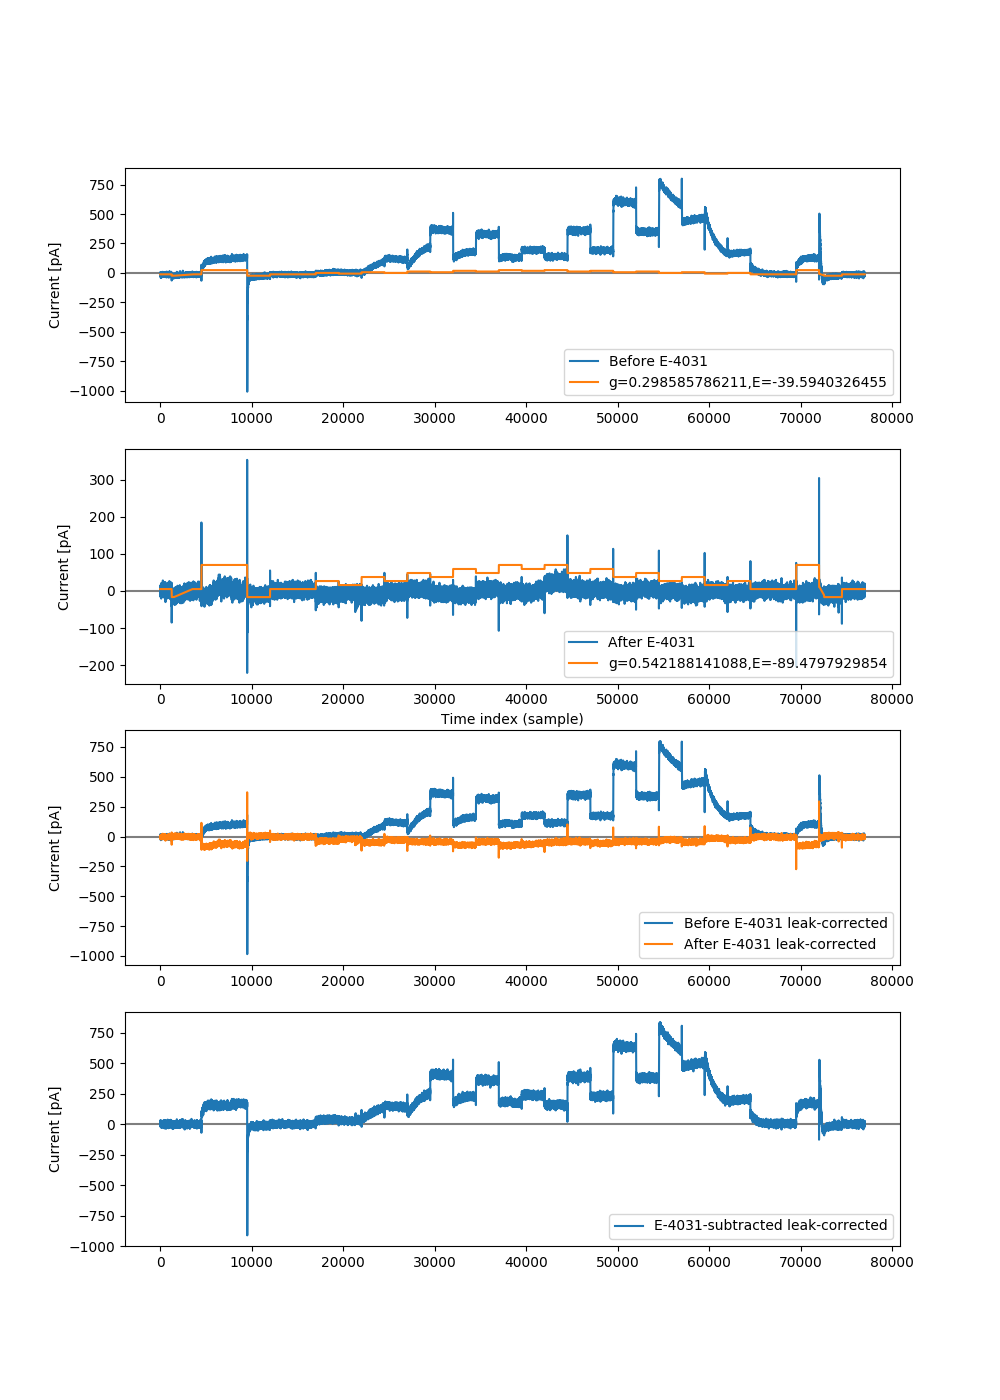 750
500
250
0
−250
−500
−750
−1000
Current [pA]
Before E-4031
g=0.298585786211,E=-39.5940326455
0 10000 20000 30000 40000 50000 60000 70000 80000
300
200
100
0
−100
−200
Current [pA]
After E-4031
g=0.542188141088,E=-89.4797929854
0 10000 20000 30000 40000 50000 60000 70000 80000
Time index (sample)
750
500
250
0
−250
−500
−750
−1000
Current [pA]
Before E-4031 leak-corrected
After E-4031 leak-corrected
0 10000 20000 30000 40000 50000 60000 70000 80000
750
500
250
0
−250
−500
−750
−1000
Current [pA]
E-4031-subtracted leak-corrected
0 10000 20000 30000 40000 50000 60000 70000 80000